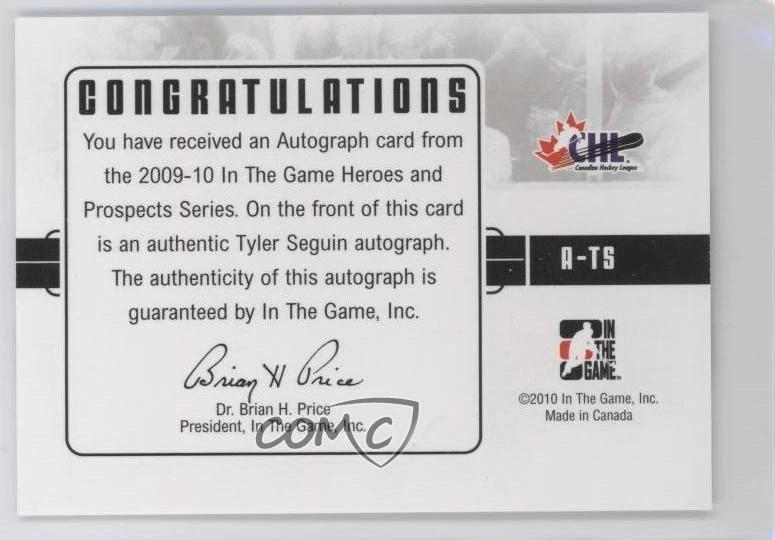 CONGRATULATIONS
You have received an Autograph card from
the 2009-10 In The Game Heroes and
Prospects Series. On the front of this card
is an authentic Tyler Seguin autograph.
The authenticity of this autograph is
guaranteed by In The Game, Inc.
Brian H Price
Dr. Brian H. Price
President, In The Game, Inc.
COMC
CHL
Canadian Hockey League
A-TS
IN
THE
GAME™
©2010 In The Game, Inc.
Made in Canada